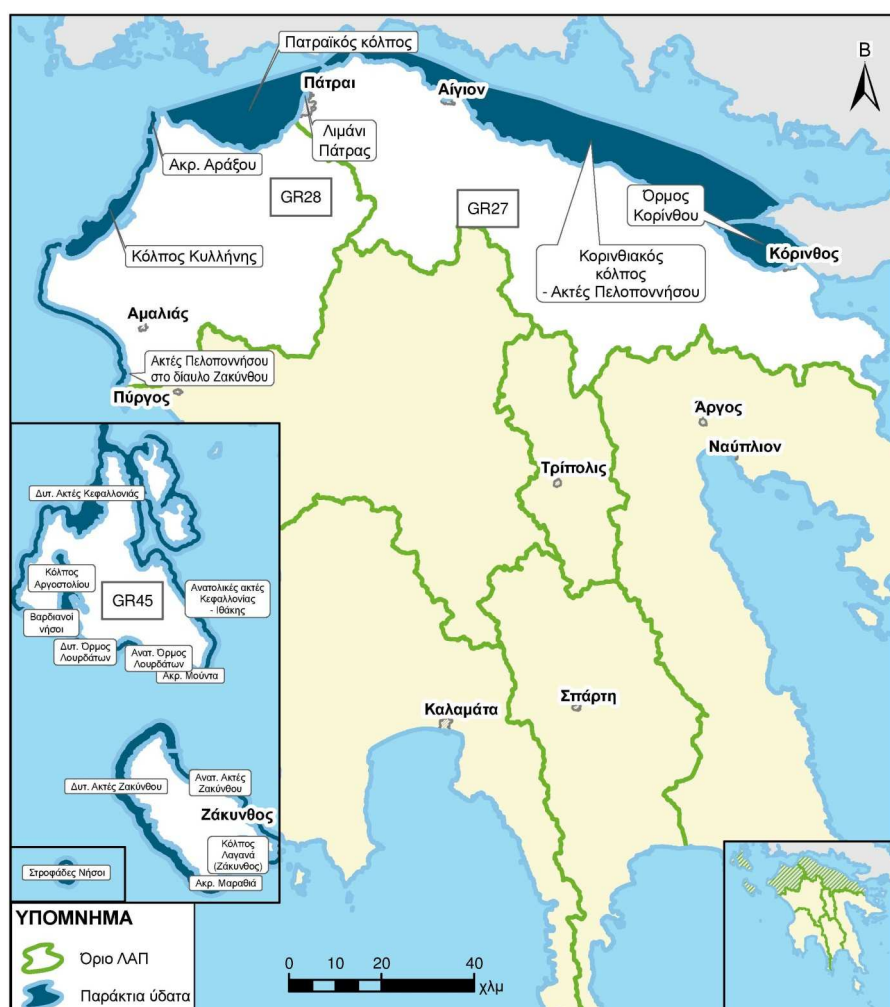 Πατραϊκός κόλπος
Πάτραι
Αίγιον
Β
Λιμάνι
Πάτρας
Ακρ. Αράξου
GR28
GR27
Όρμος
Κορίνθου
Κόλπος Κυλλήνης
Κορινθιακός
κόλπος
- Ακτές Πελοποννήσου
Κόρινθος
Αμαλιάς
Ακτές Πελοποννήσου
στο δίαυλο Ζακύνθου
Πύργος
Άργος
Ναύπλιον
Τρίπολις
Δυτ. Ακτές Κεφαλλονιάς
Κόλπος
Αργοστολίου
GR45
Ανατολικές ακτές
Κεφαλλονίας
- Ιθάκης
Βαρδιανοί
νήσοι
Δυτ. Όρμος
Λουρδάτων
Ανατ. Όρμος
Λουρδάτων
Ακρ. Μούντα
Καλαμάτα
Σπάρτη
Δυτ. Ακτές Ζακύνθου
Ανατ. Ακτές
Ζακύνθου
Ζάκυνθος
Κόλπος
Λαγανά
(Ζάκυνθος)
Ακρ. Μαραθιά
Στροφάδες Νήσοι
ΥΠΟΜΝΗΜΑ
Όριο ΛΑΠ
Παράκτια ύδατα
0 10 20 40
χλμ